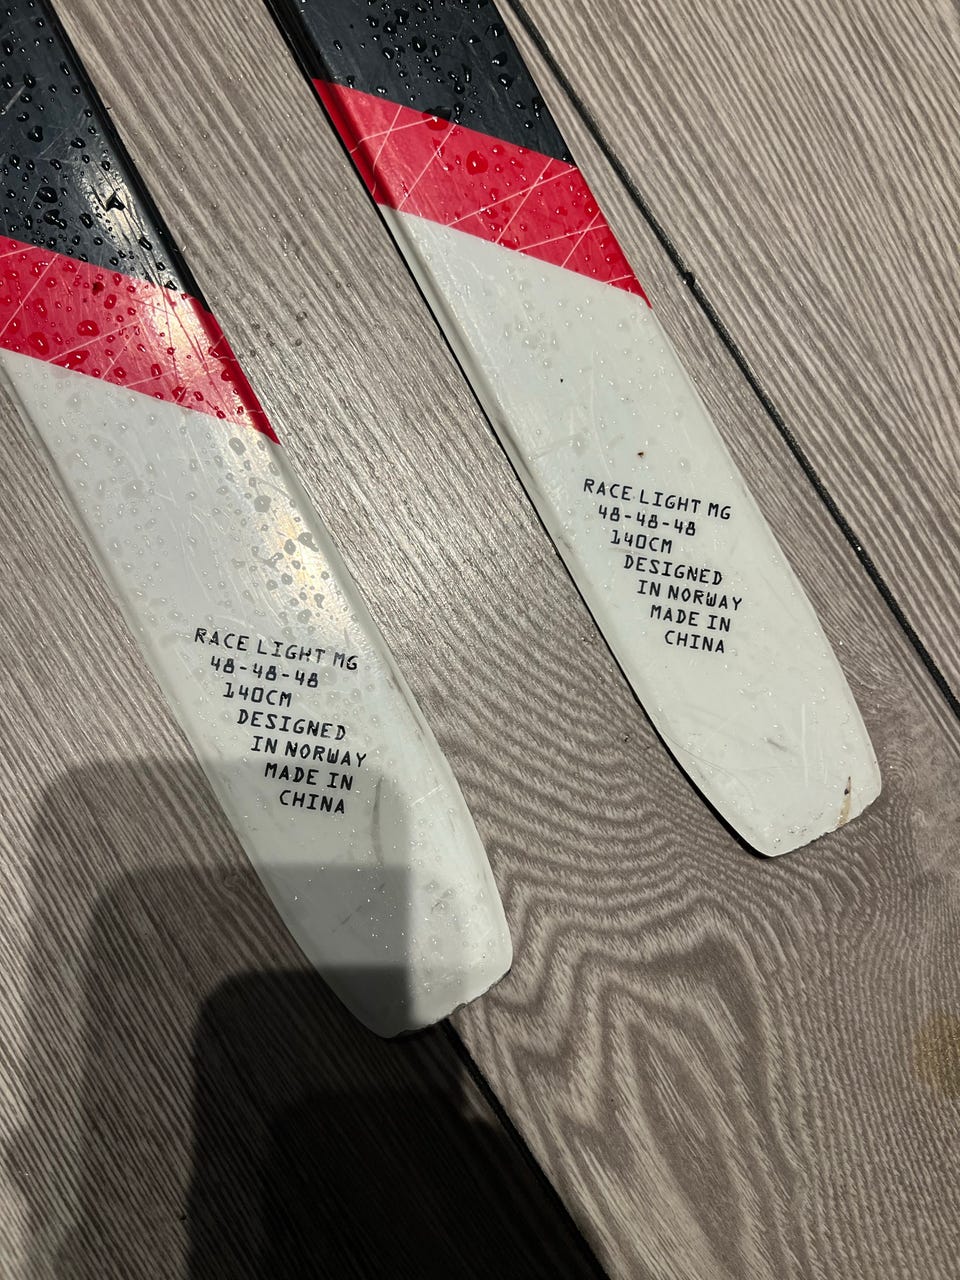 RACE LIGHT MG
48-48-48
140CM
DESIGNED
IN NORWAY
MADE IN
CHINA
RACE LIGHT MG
48-48-48
140CM
DESIGNED
IN NORWAY
MADE IN
CHINA